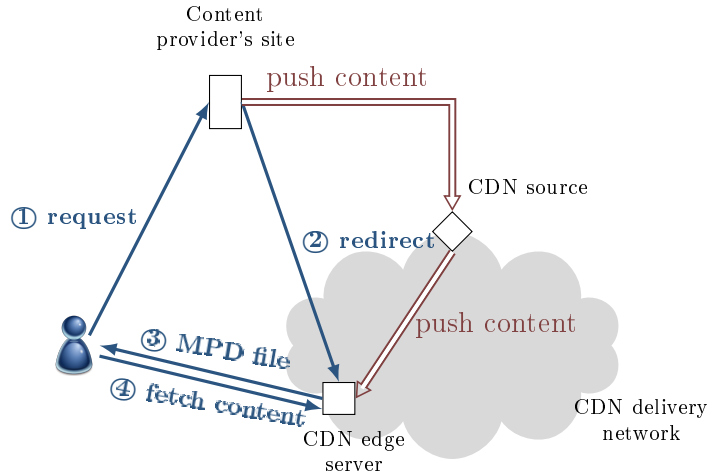 Content
provider's site
push content
CDN source
① request
② redirect
push content
③ MPD file
④ fetch content
CDN delivery
network
CDN edge
server